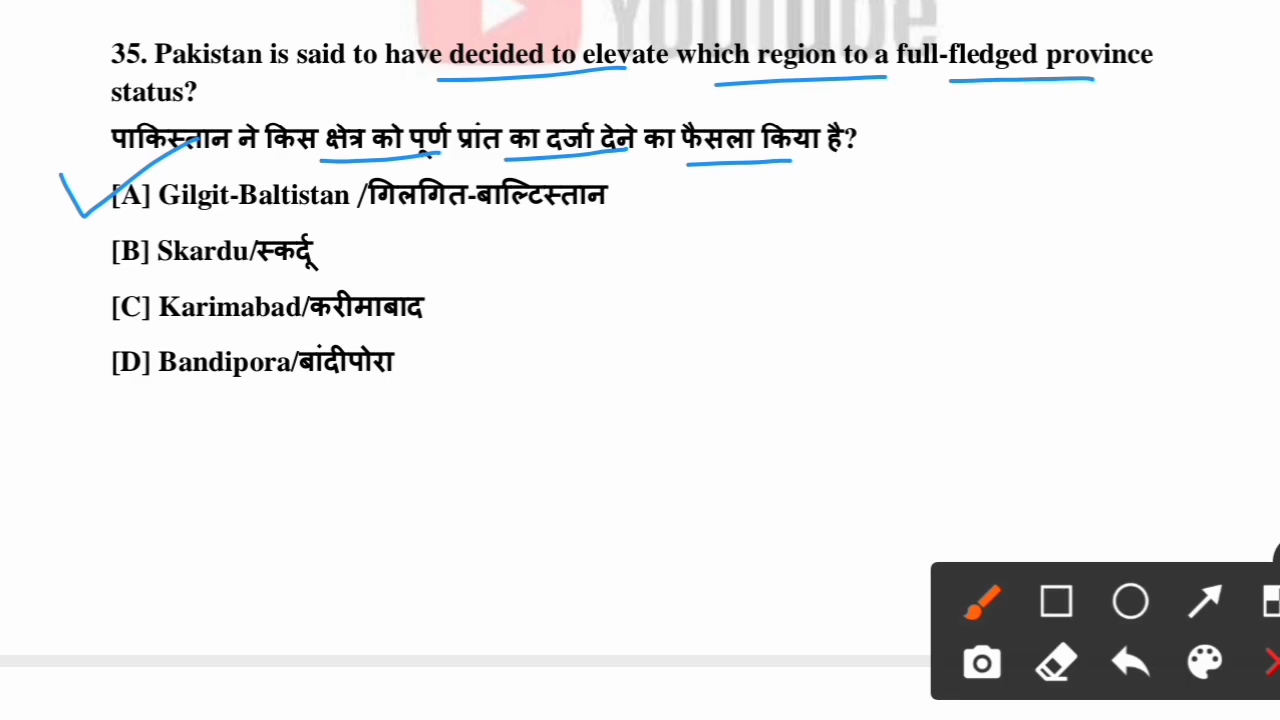 YouTube
35. Pakistan is said to have decided to elevate which region to a full-fledged province
status?
पाकिस्तान ने किस क्षेत्र को पूर्ण प्रांत का दर्जा देने का फैसला किया है?
[A] Gilgit-Baltistan /गिलगित-बाल्टिस्तान
[B] Skardu/स्कर्दू
[C] Karimabad/करीमाबाद
[D] Bandipora/बांदीपोरा